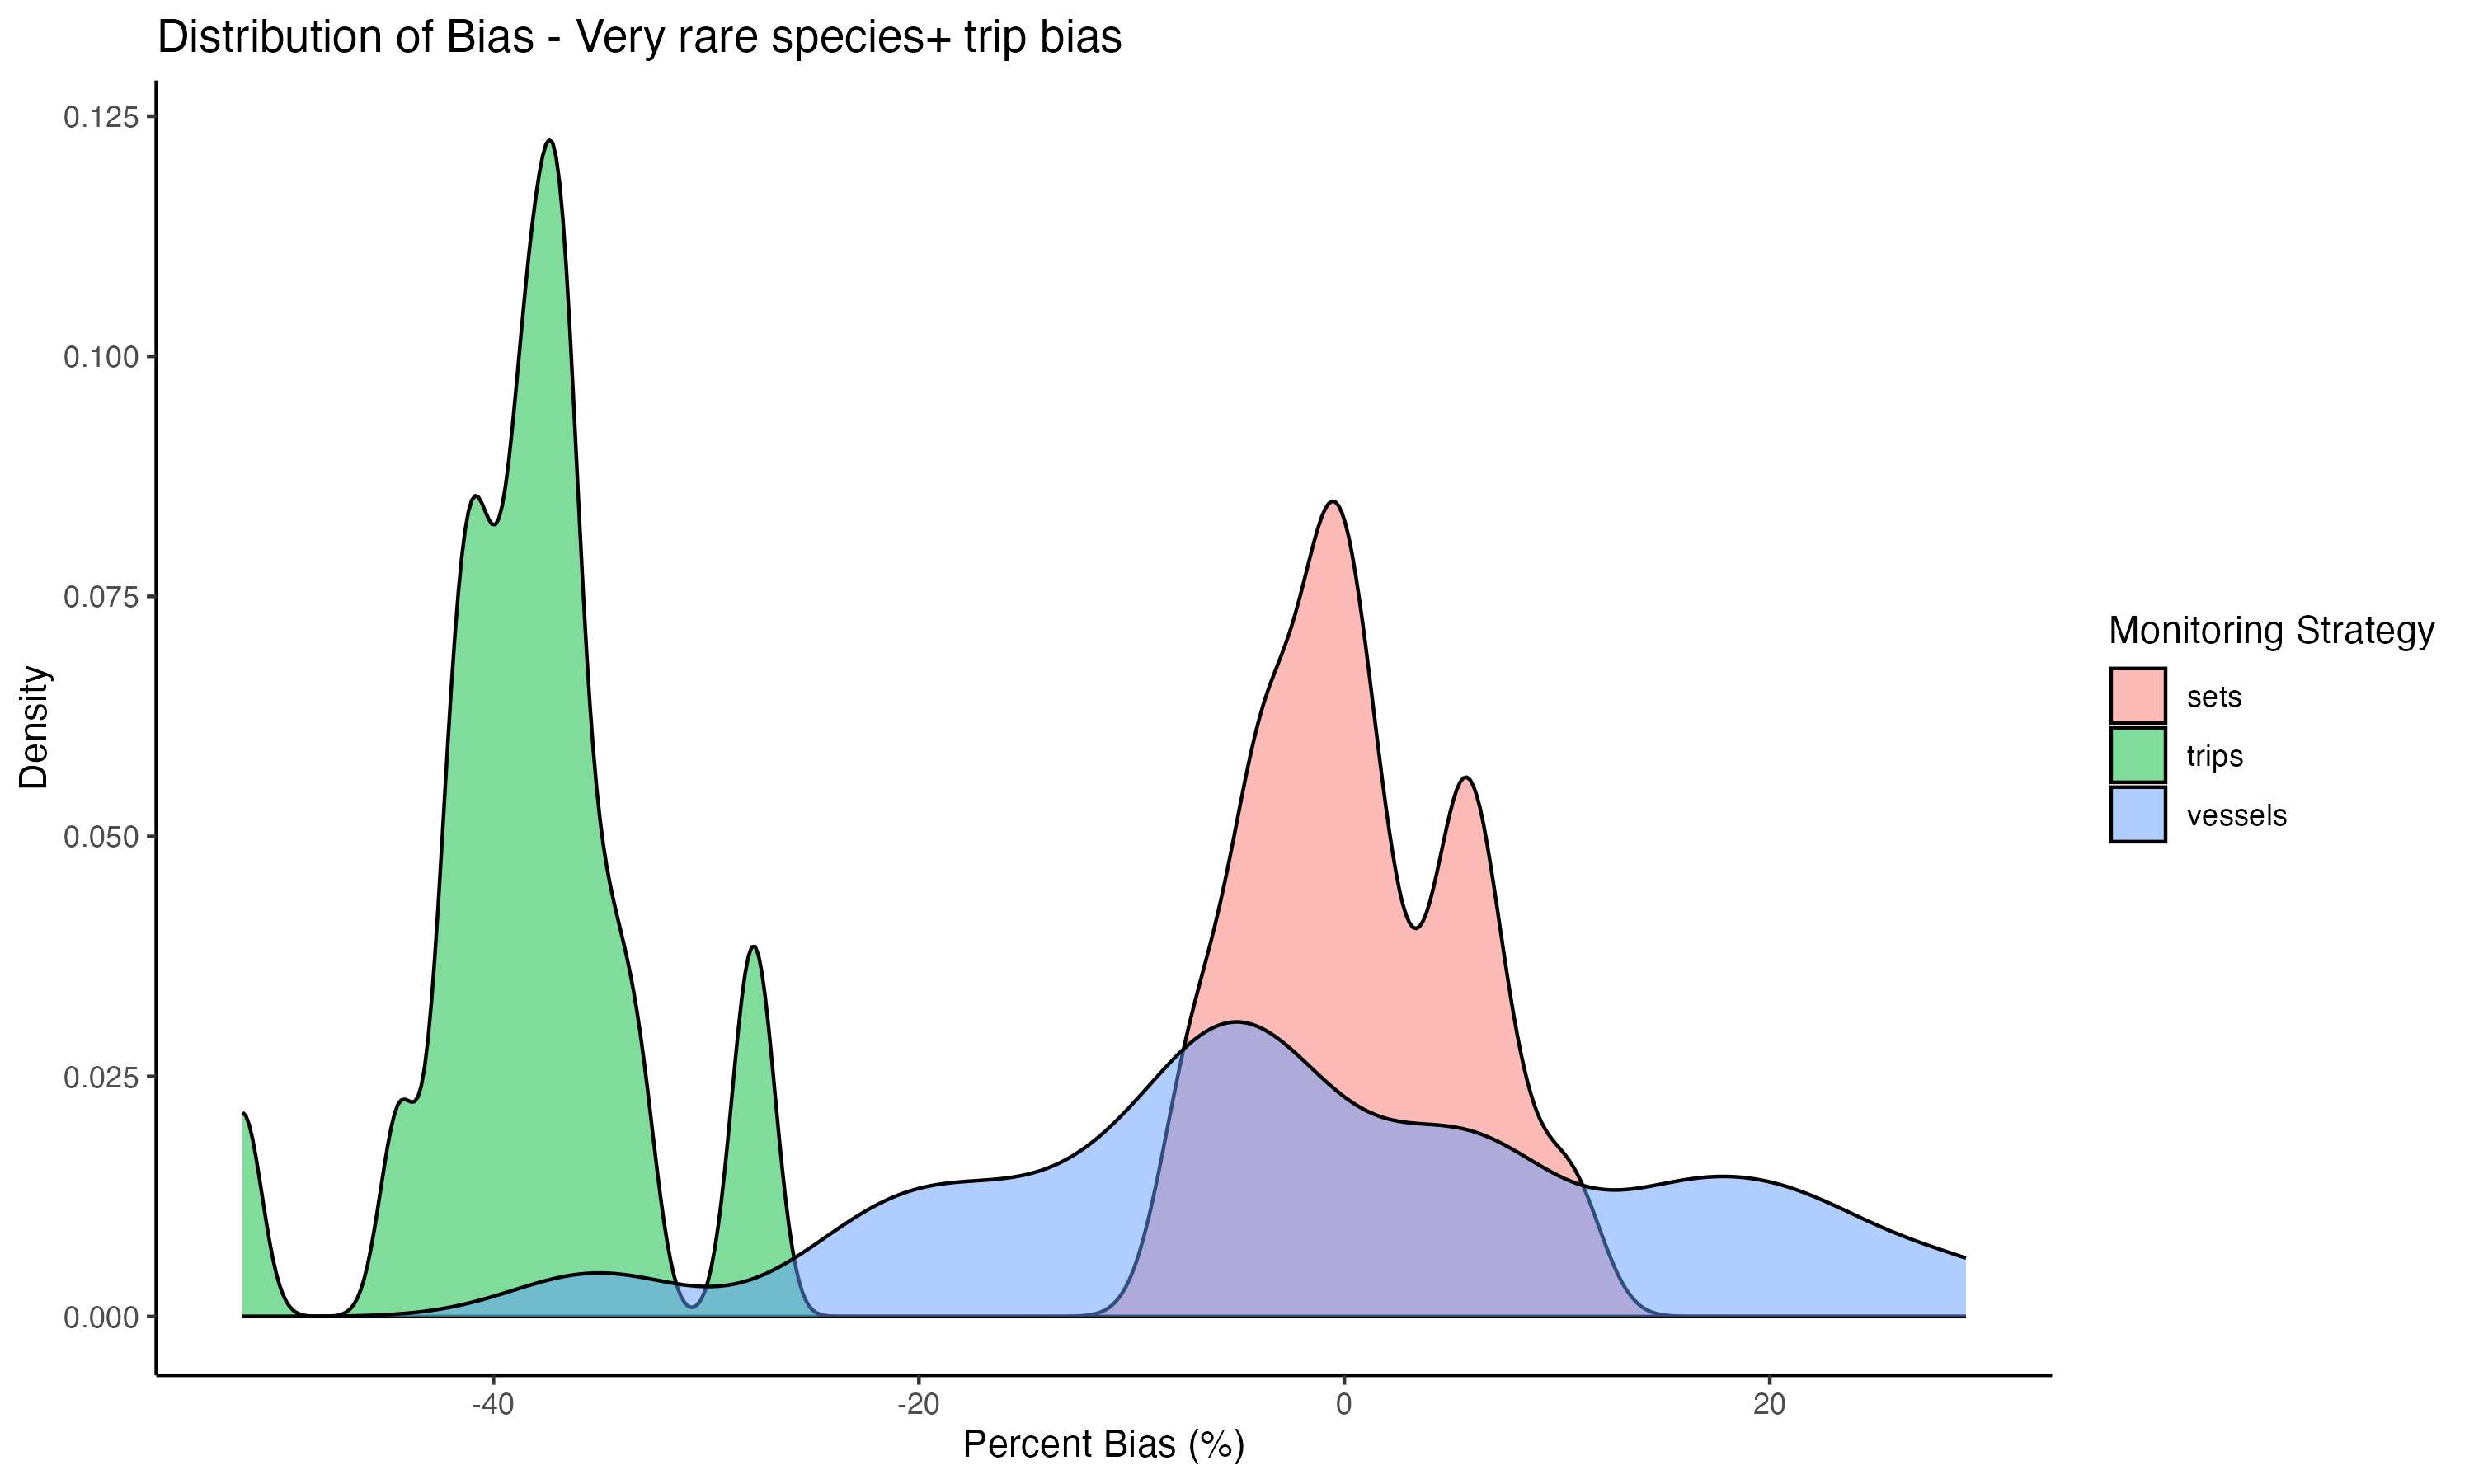 Distribution of Bias - Very rare species+ trip bias
0.125
0.100
0.075
0.050
0.025
0.000
Density
-40
-20
0
20
Percent Bias (%)
Monitoring Strategy
sets
trips
vessels